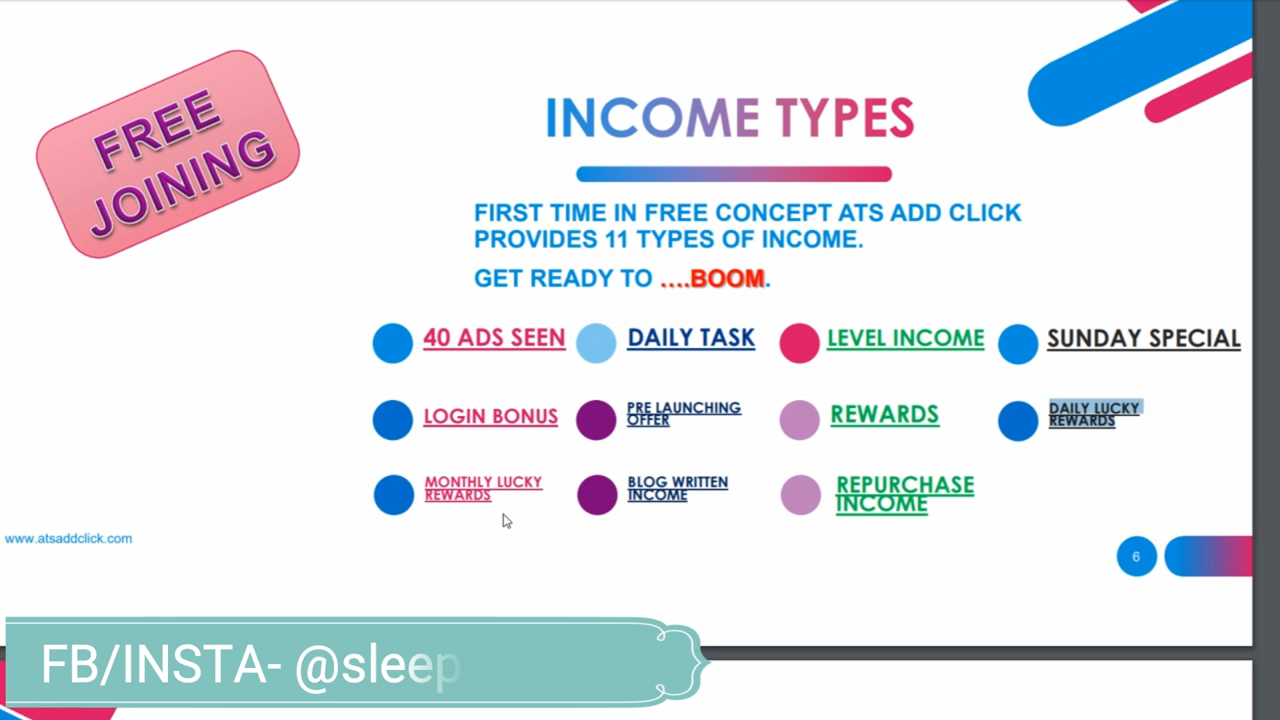 FREE
JOINING
INCOME TYPES
FIRST TIME IN FREE CONCEPT ATS ADD CLICK
PROVIDES 11 TYPES OF INCOME.
GET READY TO ....BOOM.
40 ADS SEEN
DAILY TASK
LEVEL INCOME
SUNDAY SPECIAL
LOGIN BONUS
PRE LAUNCHING
OFFER
REWARDS
DAILY LUCKY
REWARDS
MONTHLY LUCKY
REWARDS
BLOG WRITTEN
INCOME
REPURCHASE
INCOME
www.atsaddclick.com
6
FB/INSTA- @sleep